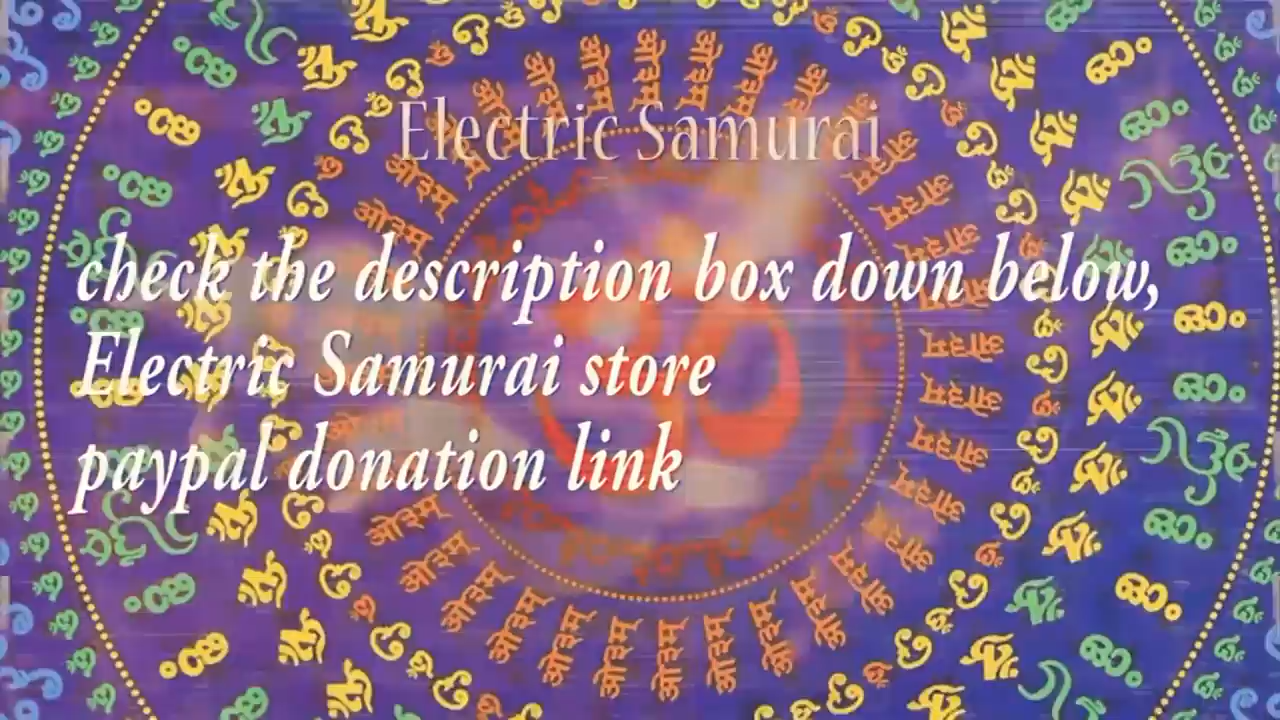 Electric Samurai
check the description box down below,
Electric Samurai store
paypal donation link